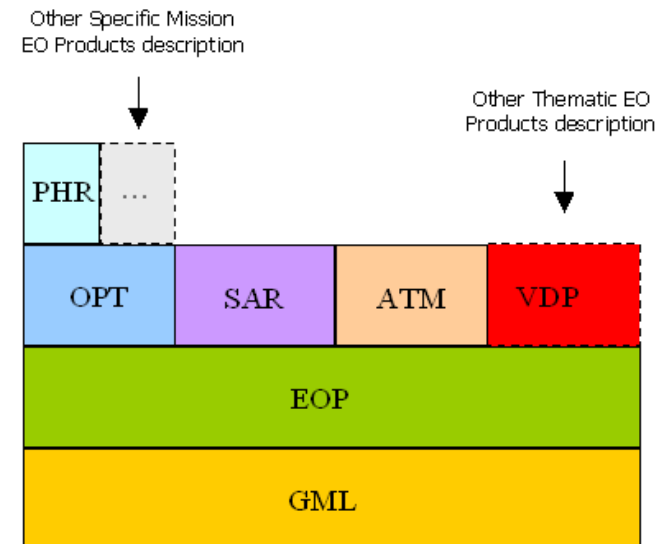 Other Specific Mission
EO Products description
Other Thematic EO
Products description
PHR
...
OPT
SAR
ATM
VDP
EOP
GML